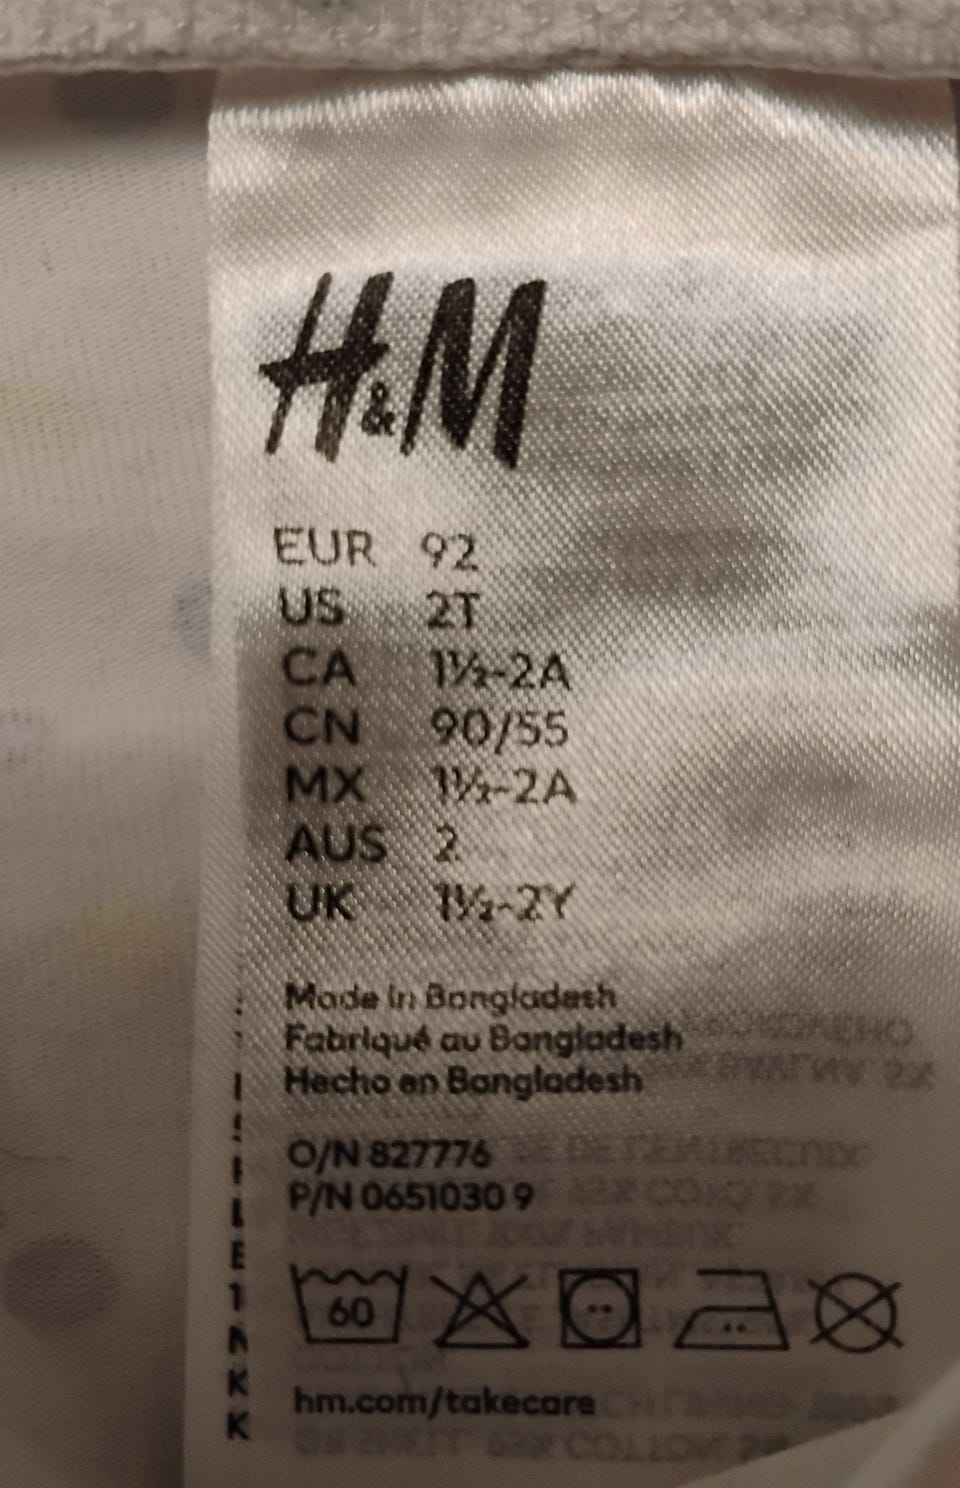 H&M
EUR 92
US 2T
CA 1½-2A
CN 90/55
MX 1½-2A
AUS 2
UK 1½-2Y
Made in Bangladesh
Fabriqué au Bangladesh
Hecho en Bangladesh
O/N 827776
P/N 0651030 9
60
hm.com/takecare